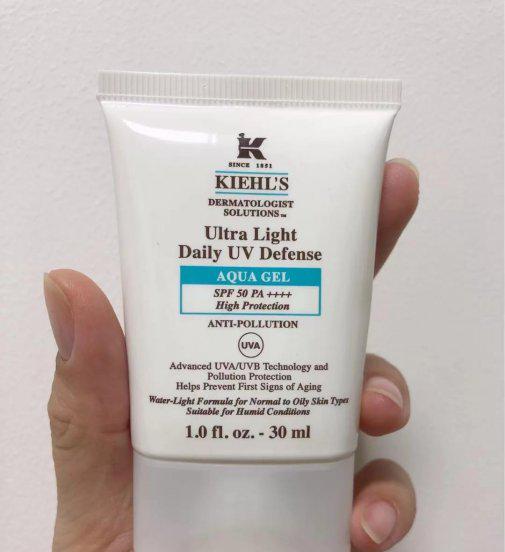 K
SINCE 1851
KIEHL'S
DERMATOLOGIST
SOLUTIONS™
Ultra Light
Daily UV Defense
AQUA GEL
SPF 50 PA ++++
High Protection
ANTI-POLLUTION
UVA
Advanced UVA/UVB Technology and
Pollution Protection
Helps Prevent First Signs of Aging
Water-Light Formula for Normal to Oily Skin Types
Suitable for Humid Conditions
1.0 fl. oz. - 30 ml